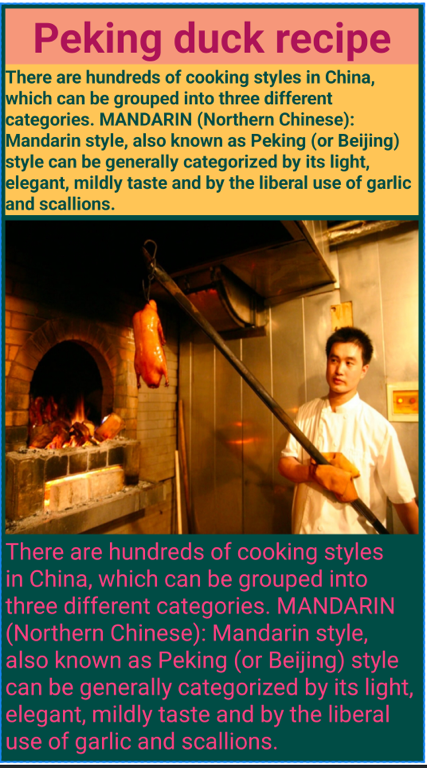 Peking duck recipe
There are hundreds of cooking styles in China,
which can be grouped into three different
categories. MANDARIN (Northern Chinese):
Mandarin style, also known as Peking (or Beijing)
style can be generally categorized by its light,
elegant, mildly taste and by the liberal use of garlic
and scallions.
There are hundreds of cooking styles
in China, which can be grouped into
three different categories. MANDARIN
(Northern Chinese): Mandarin style,
also known as Peking (or Beijing) style
can be generally categorized by its light,
elegant, mildly taste and by the liberal
use of garlic and scallions.